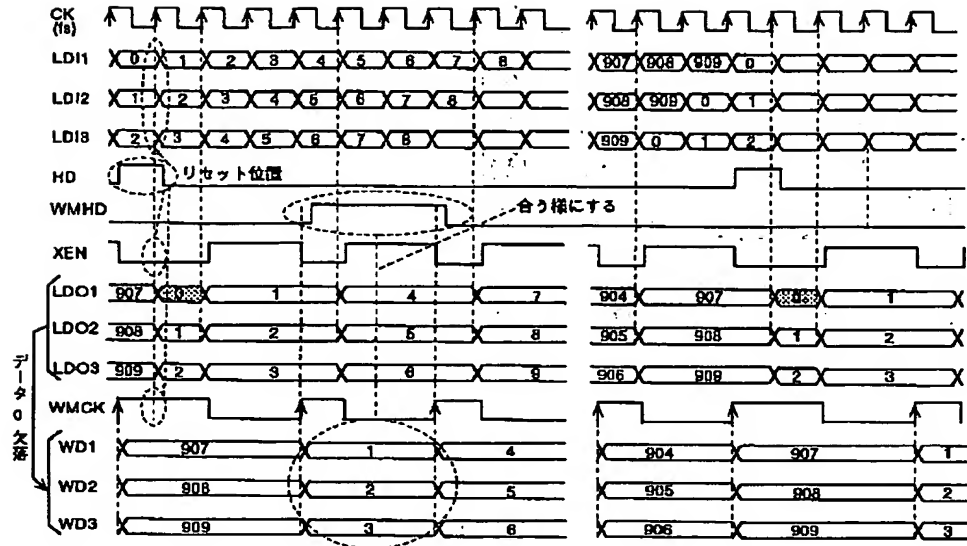 CK
(fs)
LDI1 0 1 2 3 4 5 6 7 8 907 908 909 0
LDI2 1 2 3 4 5 6 7 8 908 909 0 1
LDI3 2 3 4 5 6 7 8 909 0 1 2
HD リセット位置
WMHD 合う様にする
XEN
LDO1 907 0 1 4 7 904 907 0 1
LDO2 908 1 2 5 8 905 908 1 2
LDO3 909 2 3 6 9 906 909 2 3
データ0欠落
WMCK
WD1 907 1 4 904 907 1
WD2 908 2 5 905 908 2
WD3 909 3 6 906 909 3